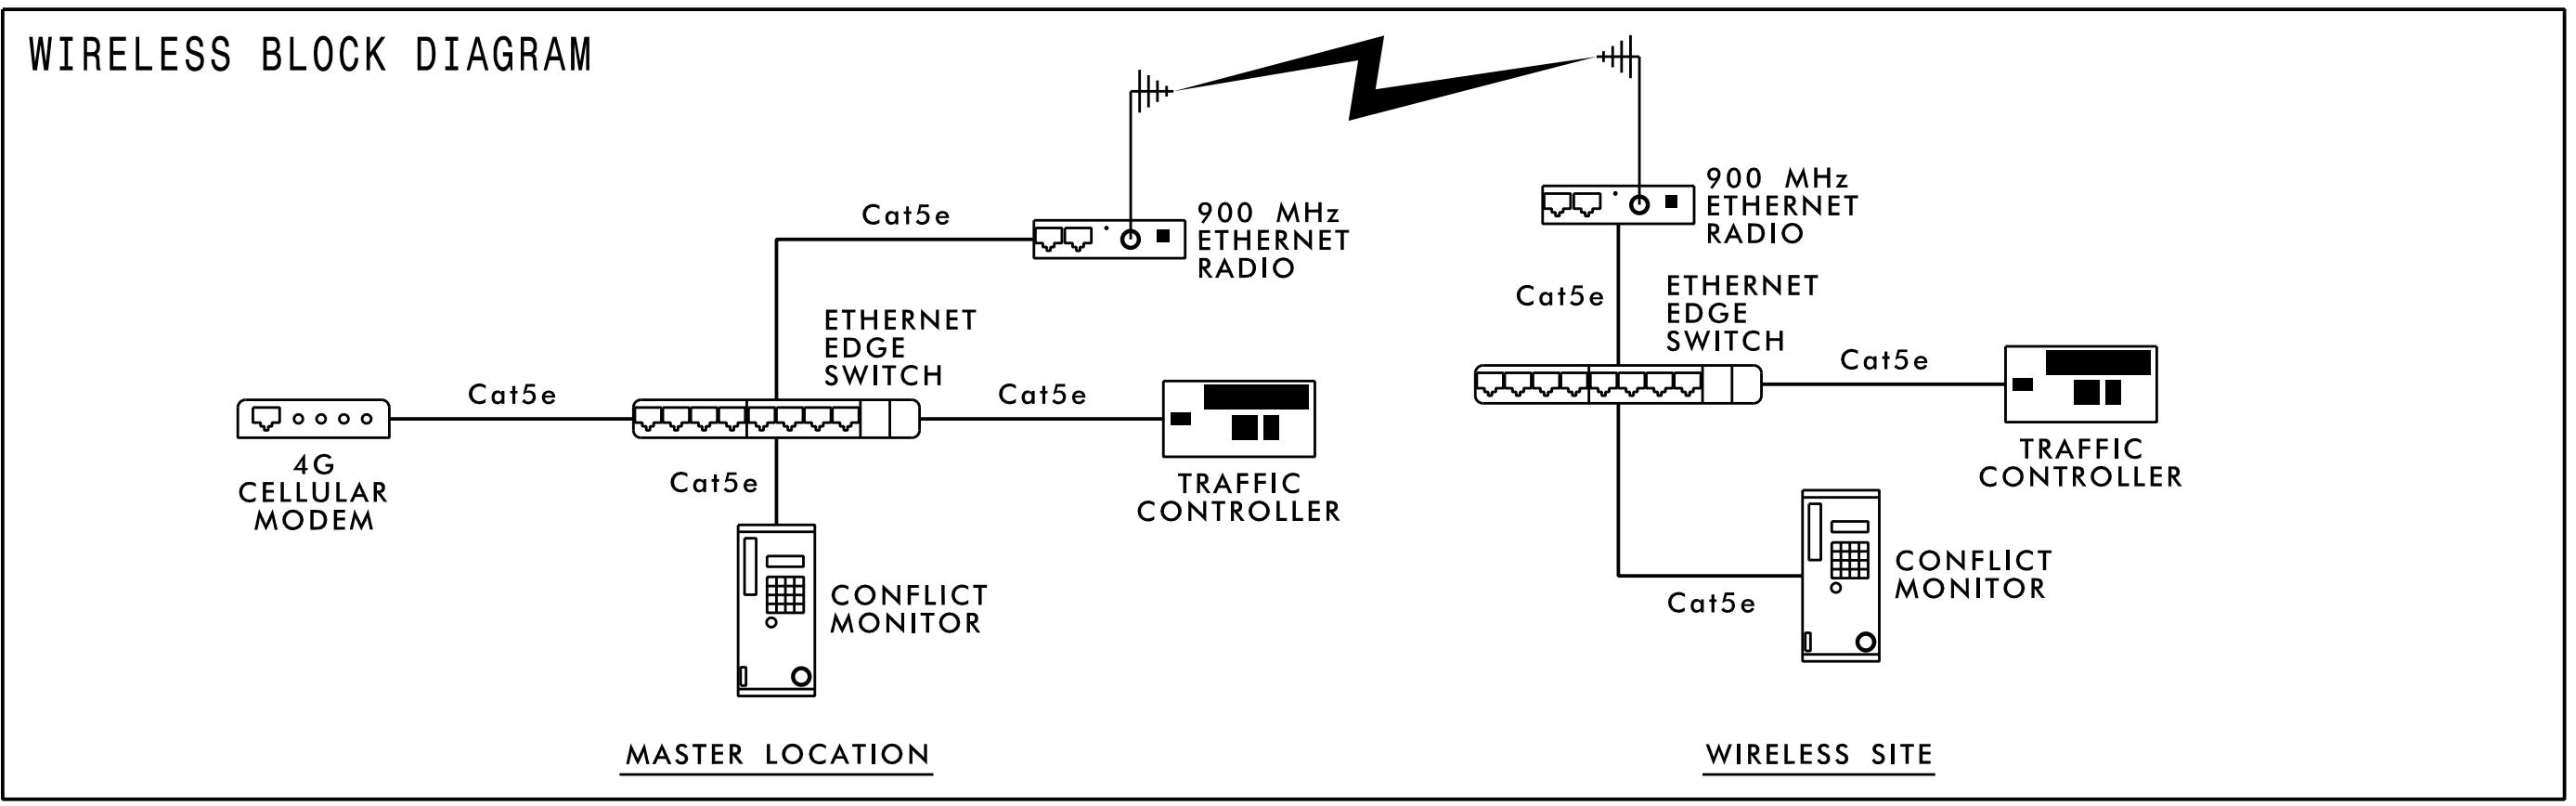 WIRELESS BLOCK DIAGRAM
Cat5e
900 MHz
ETHERNET
RADIO
ETHERNET
EDGE
SWITCH
Cat5e
Cat5e
4G
CELLULAR
MODEM
Cat5e
TRAFFIC
CONTROLLER
CONFLICT
MONITOR
MASTER LOCATION
900 MHz
ETHERNET
RADIO
Cat5e
ETHERNET
EDGE
SWITCH
Cat5e
TRAFFIC
CONTROLLER
CONFLICT
MONITOR
Cat5e
WIRELESS SITE